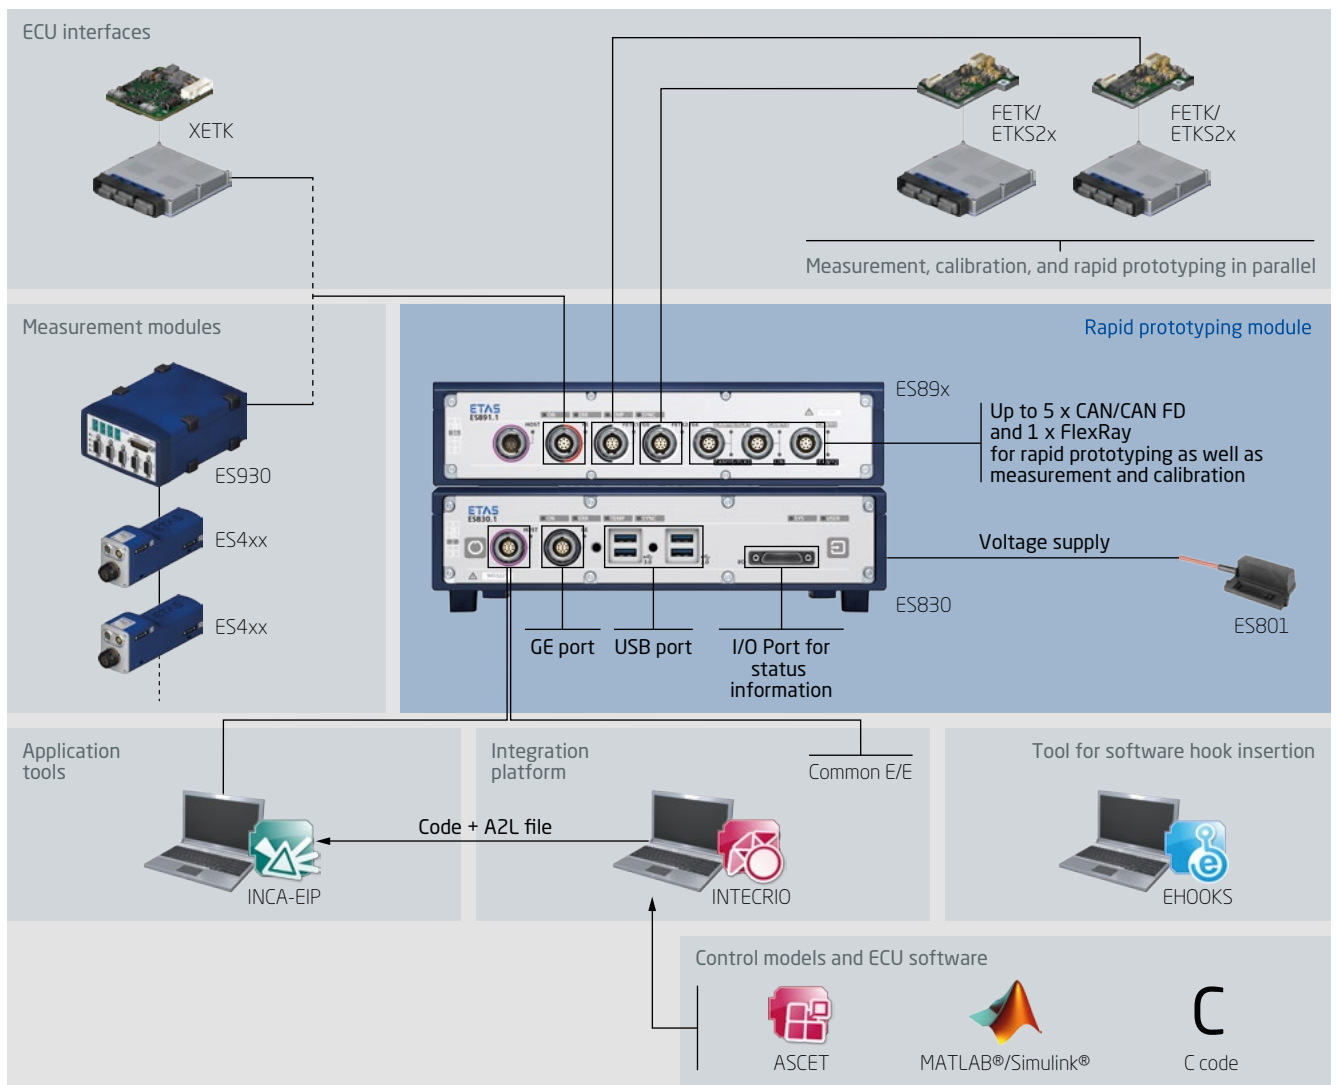 ECU interfaces
XETK
FETK/
ETKS2x
FETK/
ETKS2x
Measurement, calibration, and rapid prototyping in parallel
Measurement modules
ES930
ES4xx
ES4xx
Rapid prototyping module
ES89x
ETAS
ES891.1
HOST
Up to 5 x CAN/CAN FD
and 1 x FlexRay
for rapid prototyping as well as
measurement and calibration
ETAS
ES830.1
HOST
GE
I/O
ES830
Voltage supply
ES801
GE port
USB port
I/O Port for
status
information
Application
tools
INCA-EIP
Code + A2L file
Integration
platform
Common E/E
INTECRIO
Tool for software hook insertion
EHOOKS
Control models and ECU software
ASCET
MATLAB®/Simulink®
C
C code